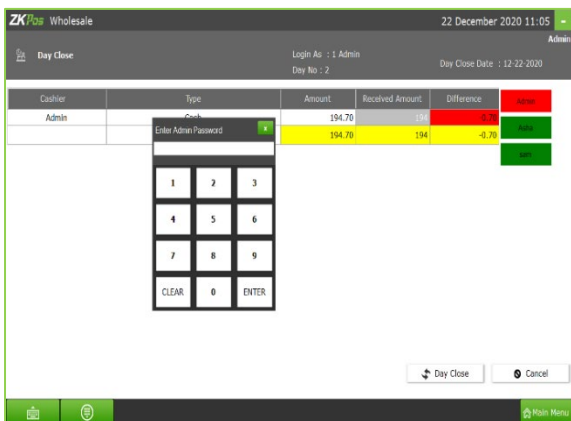 ZKPos Wholesale
22 December 2020 11:05 -
Admin
Day Close
Login As : 1 Admin
Day No : 2
Day Close Date : 12-22-2020
Cashier Type Amount Received Amount Difference Admin
Admin Cash 194.70 194 0.70
194.70 194 -0.70
Enter Admin Password x
1 2 3
4 5 6
7 8 9
CLEAR 0 ENTER
Day Close Cancel
Main Menu